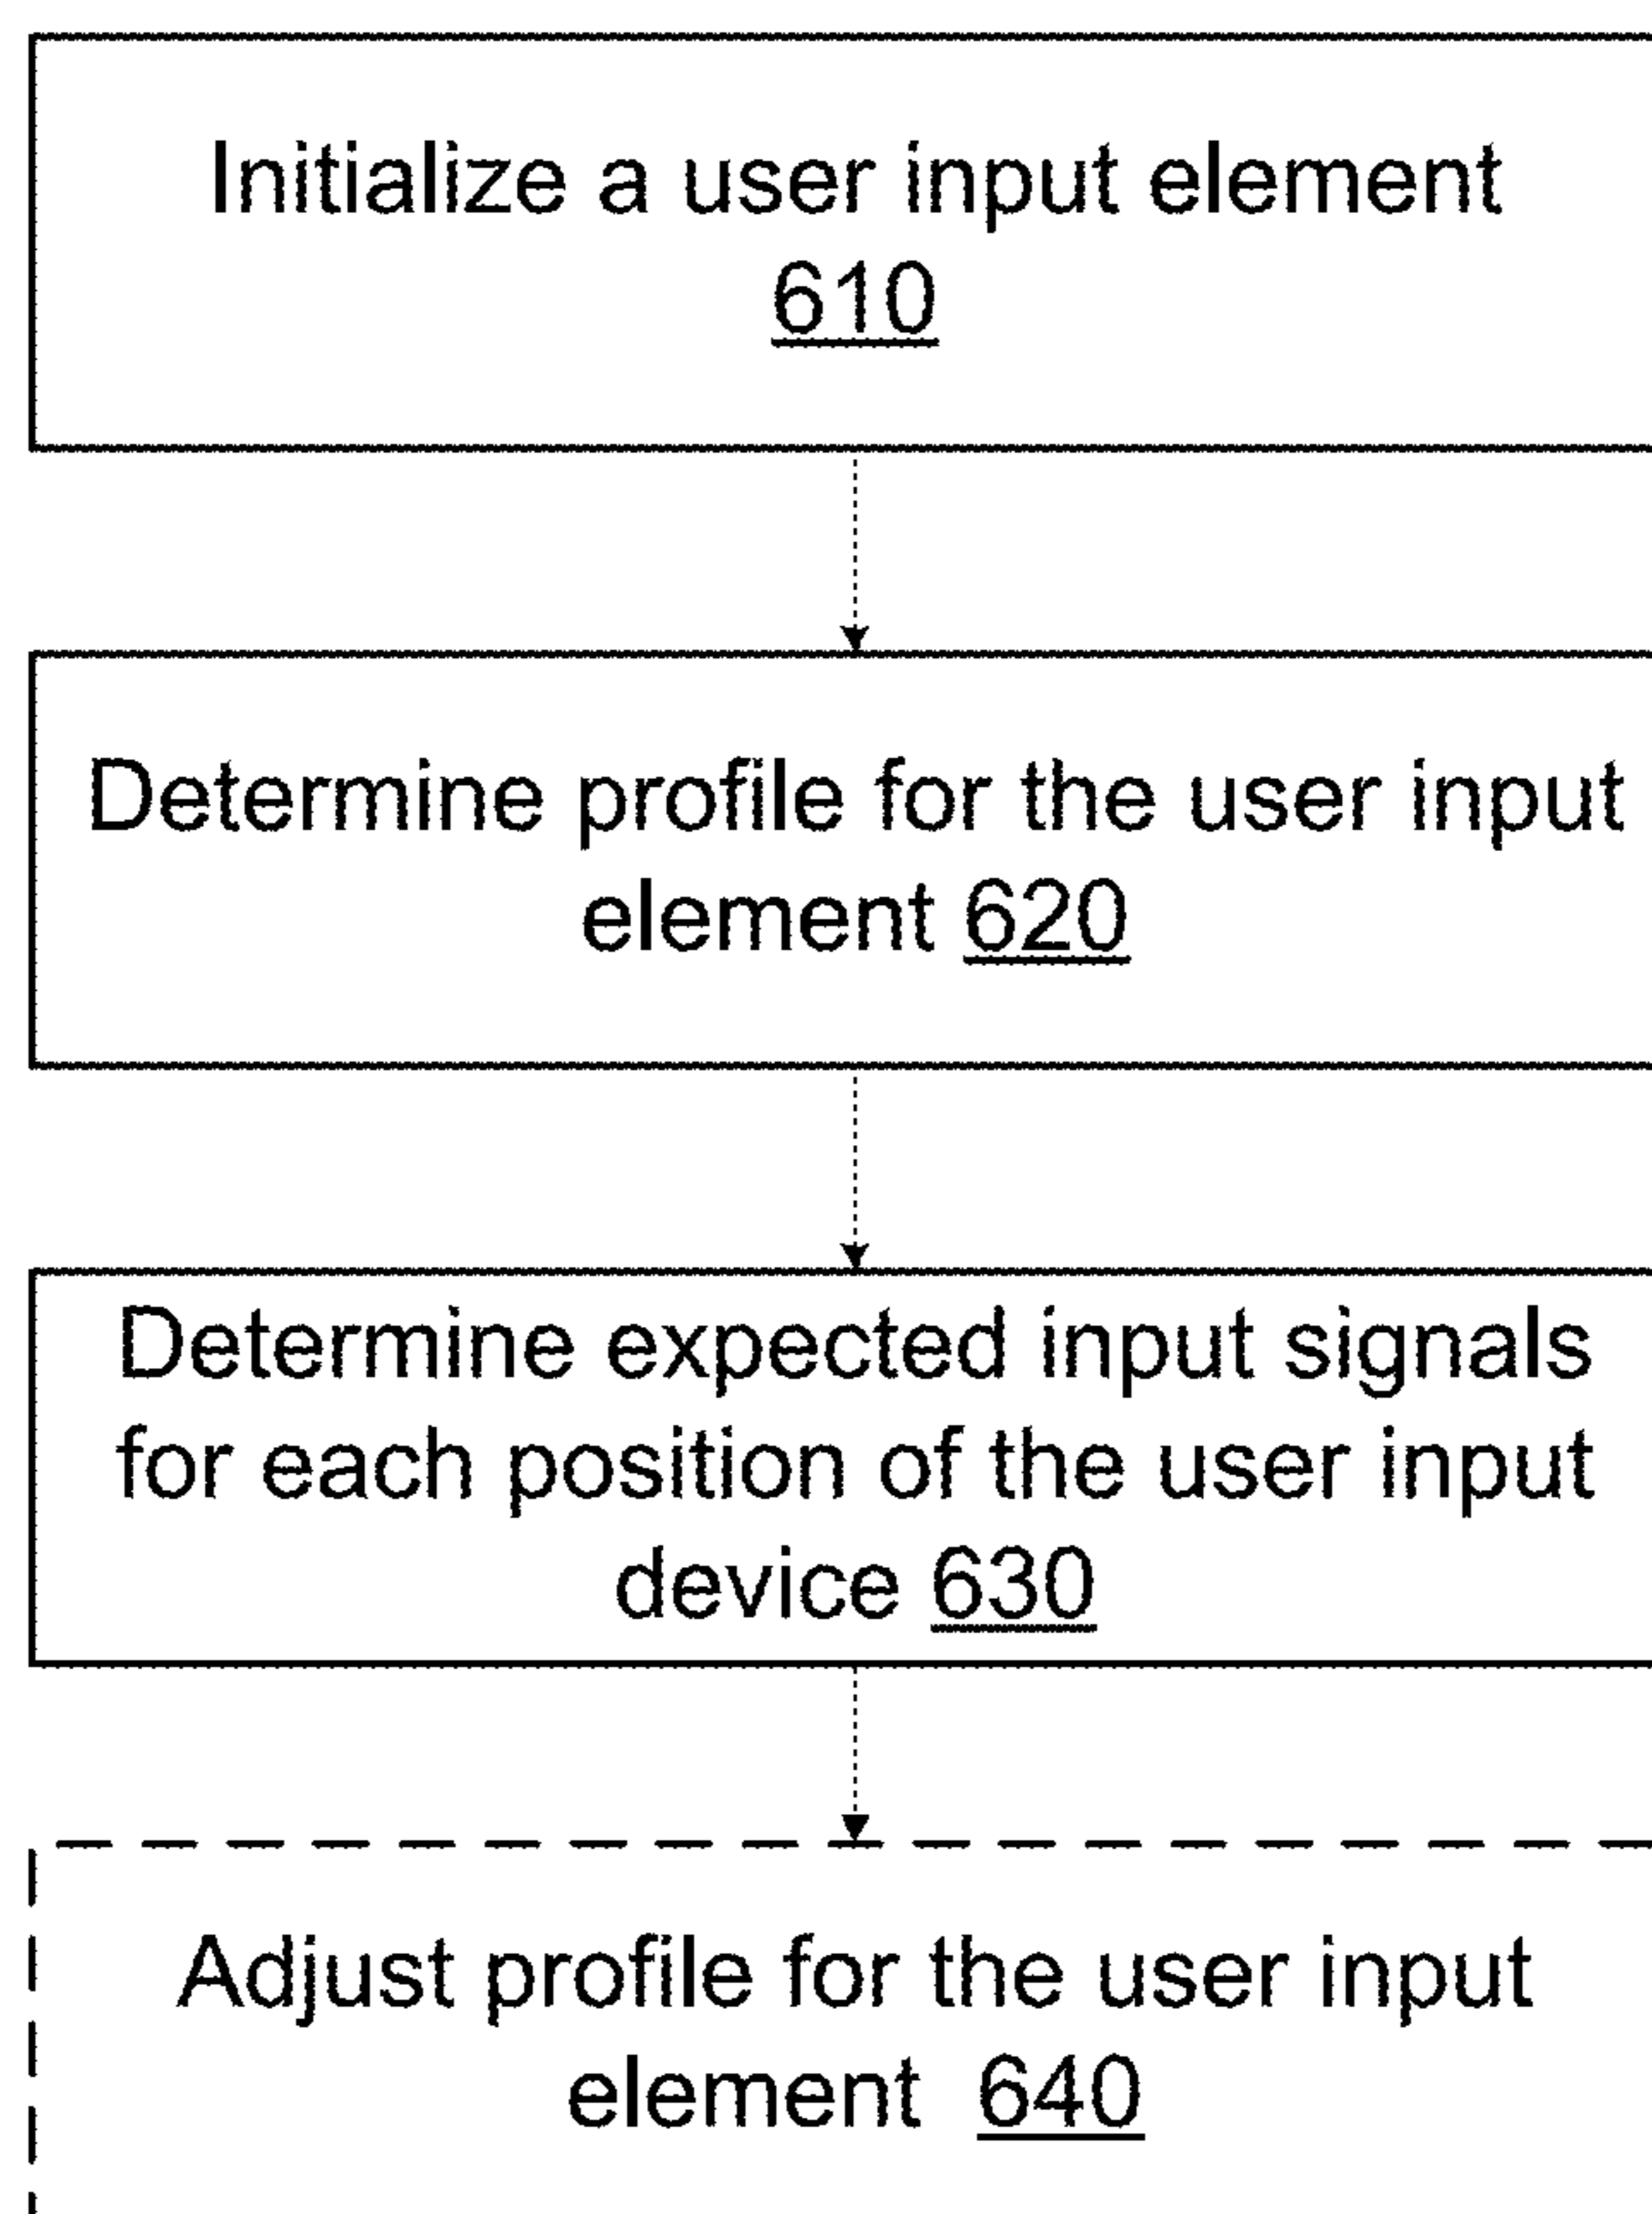 Initialize a user input element
610
Determine profile for the user input
element 620
Determine expected input signals
for each position of the user input
device 630
Adjust profile for the user input
element 640